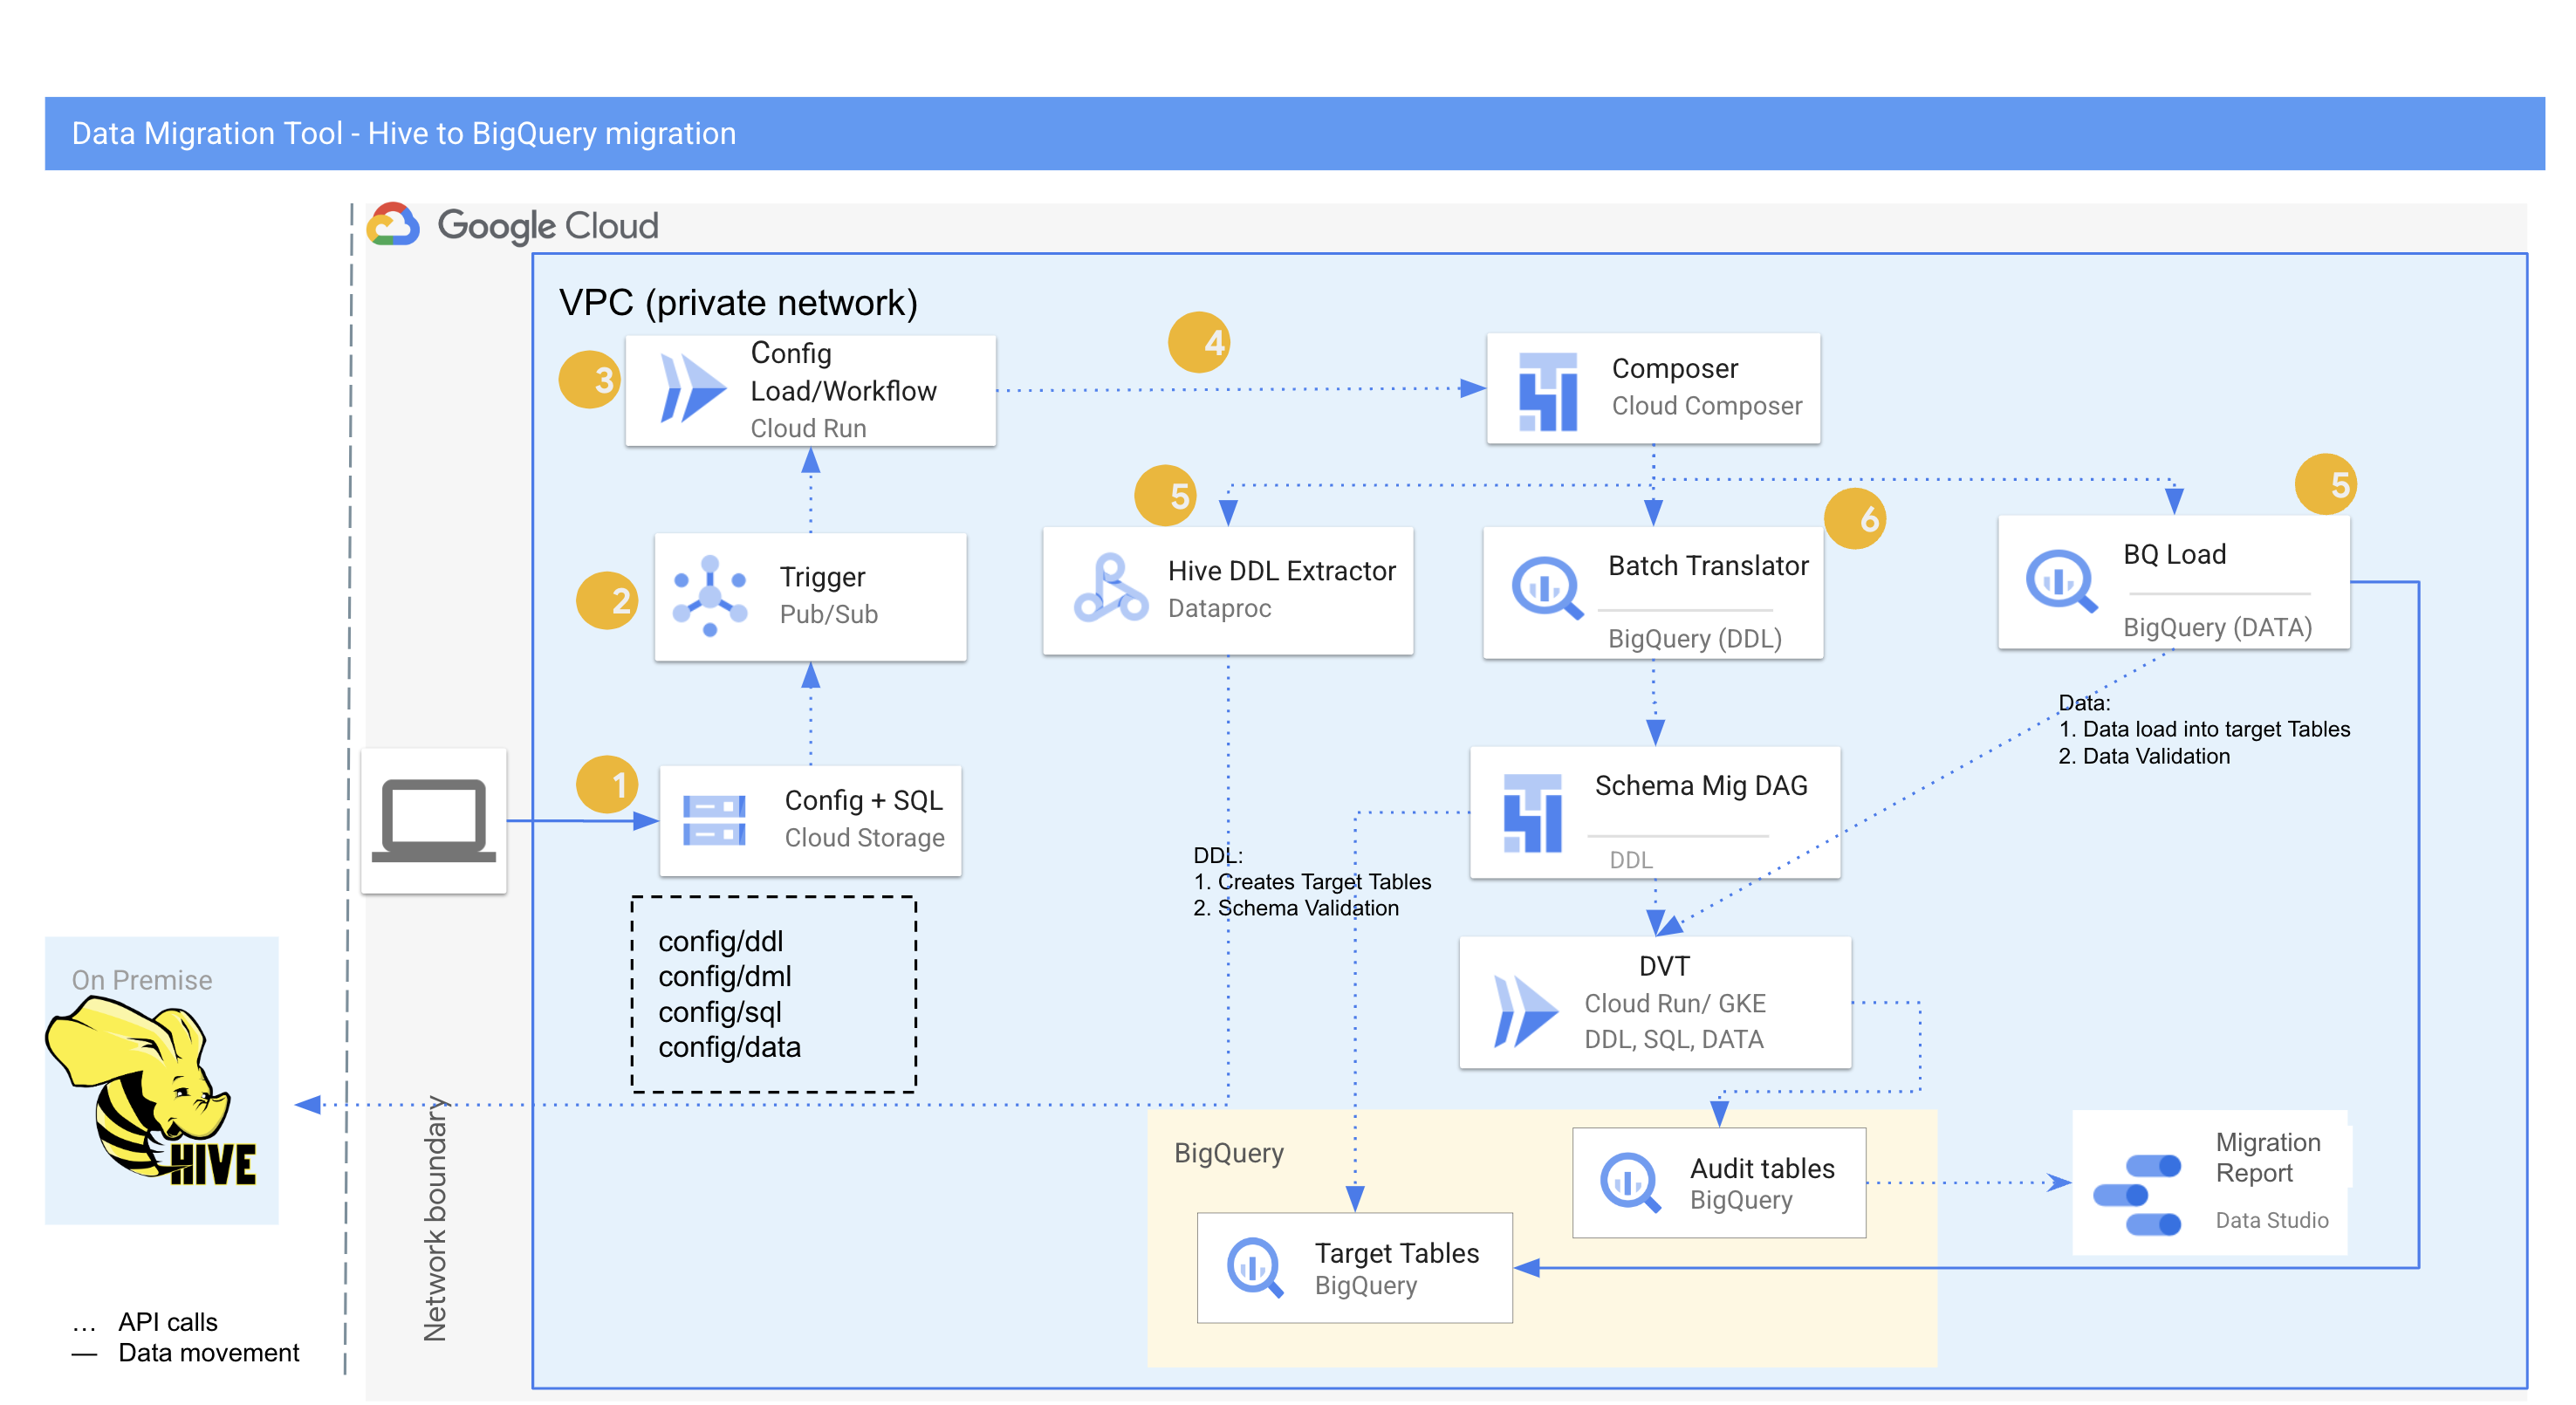 Data Migration Tool - Hive to BigQuery migration
Google Cloud
VPC (private network)
3
Config
Load/Workflow
Cloud Run
4
Composer
Cloud Composer
2
Trigger
Pub/Sub
5
Hive DDL Extractor
Dataproc
6
Batch Translator
BigQuery (DDL)
5
BQ Load
BigQuery (DATA)
Data:
1. Data load into target Tables
2. Data Validation
1
Config + SQL
Cloud Storage
Schema Mig DAG
DDL
DDL:
1. Creates Target Tables
2. Schema Validation
config/ddl
config/dml
config/sql
config/data
DVT
Cloud Run/ GKE
DDL, SQL, DATA
On Premise
HIVE
Network boundary
BigQuery
Audit tables
BigQuery
Migration
Report
Data Studio
Target Tables
BigQuery
... API calls
— Data movement